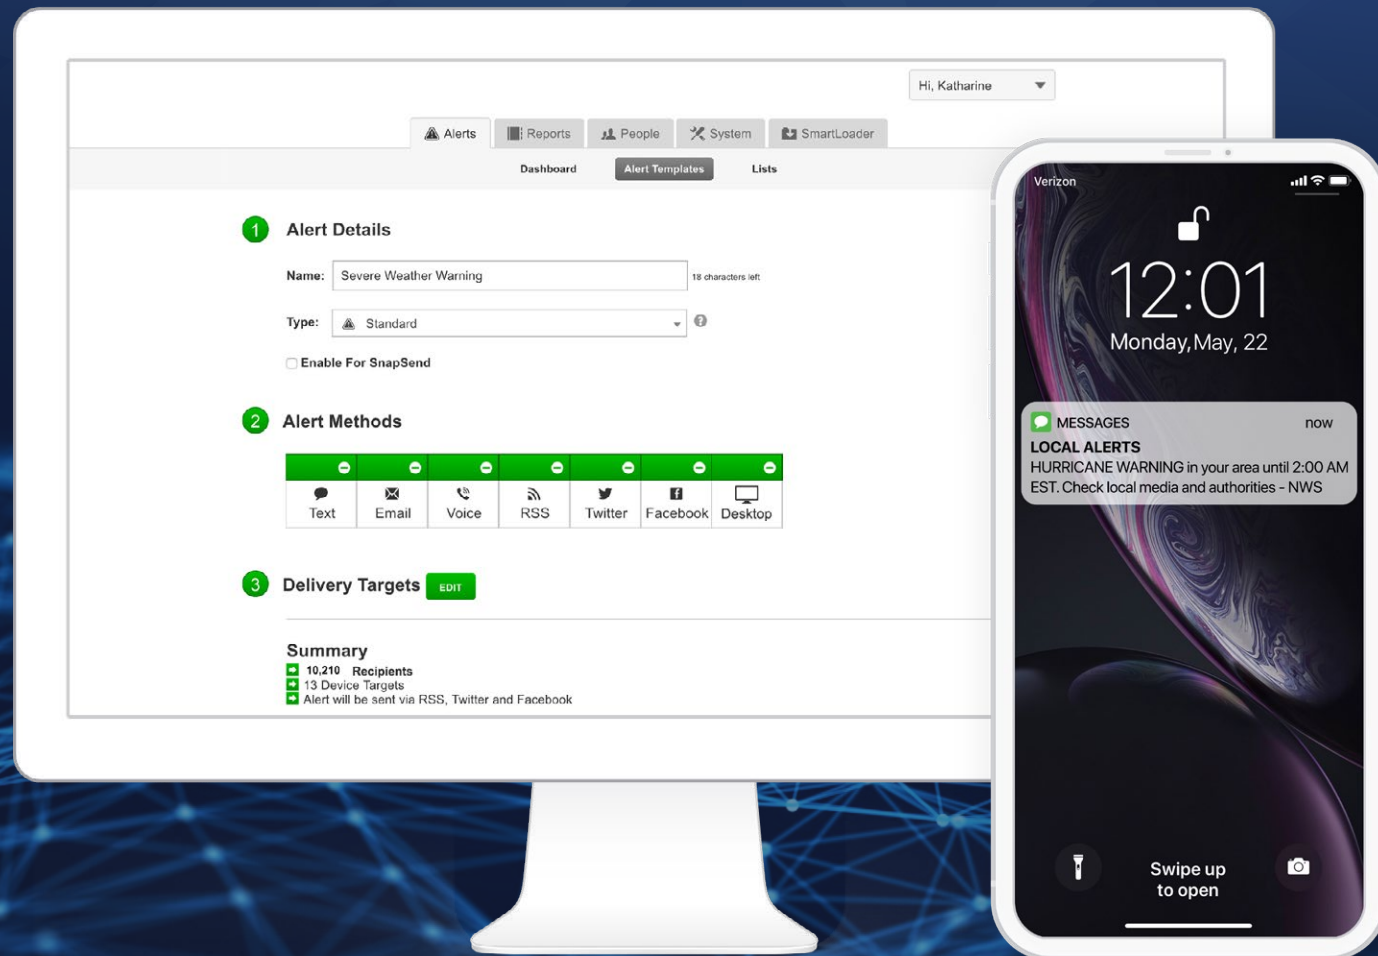 Hi, Katharine
Alerts
Reports
People
System
SmartLoader
Dashboard
Alert Templates
Lists
1 Alert Details
Name: Severe Weather Warning 18 characters left
Type: Standard ?
Enable For SnapSend
2 Alert Methods
Text
Email
Voice
RSS
Twitter
Facebook
Desktop
3 Delivery Targets EDIT
Summary
10,210 Recipients
13 Device Targets
Alert will be sent via RSS, Twitter and Facebook
Verizon
12:01
Monday,May, 22
MESSAGES now
LOCAL ALERTS
HURRICANE WARNING in your area until 2:00 AM
EST. Check local media and authorities - NWS
Swipe up
to open